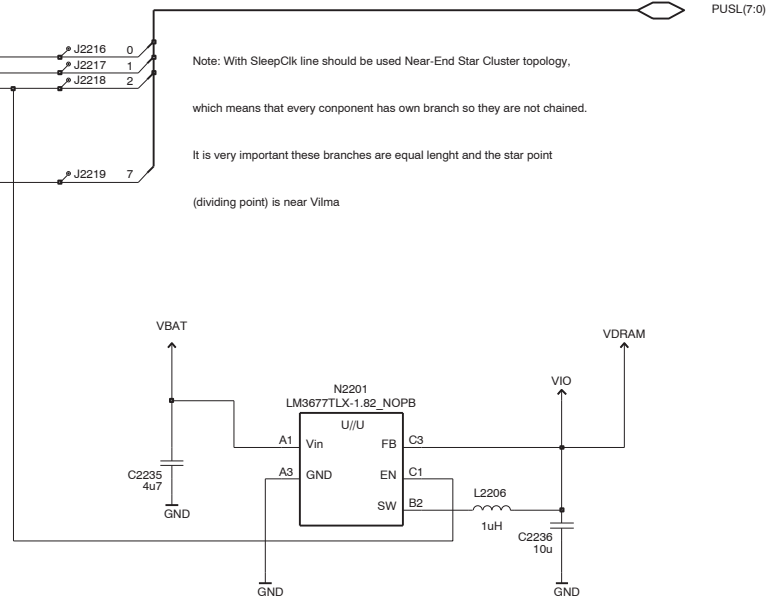 PUSL(7:0)
J2216 0
J2217 1
J2218 2
J2219 7
Note: With SleepClk line should be used Near-End Star Cluster topology,
which means that every conponent has own branch so they are not chained.
It is very important these branches are equal lenght and the star point
(dividing point) is near Vilma
VBAT
VDRAM
VIO
N2201
LM3677TLX-1.82_NOPB
U//U
A1 Vin FB C3
A3 GND EN C1
SW B2
C2235
4u7
GND
L2206
1uH
C2236
10u
GND
GND